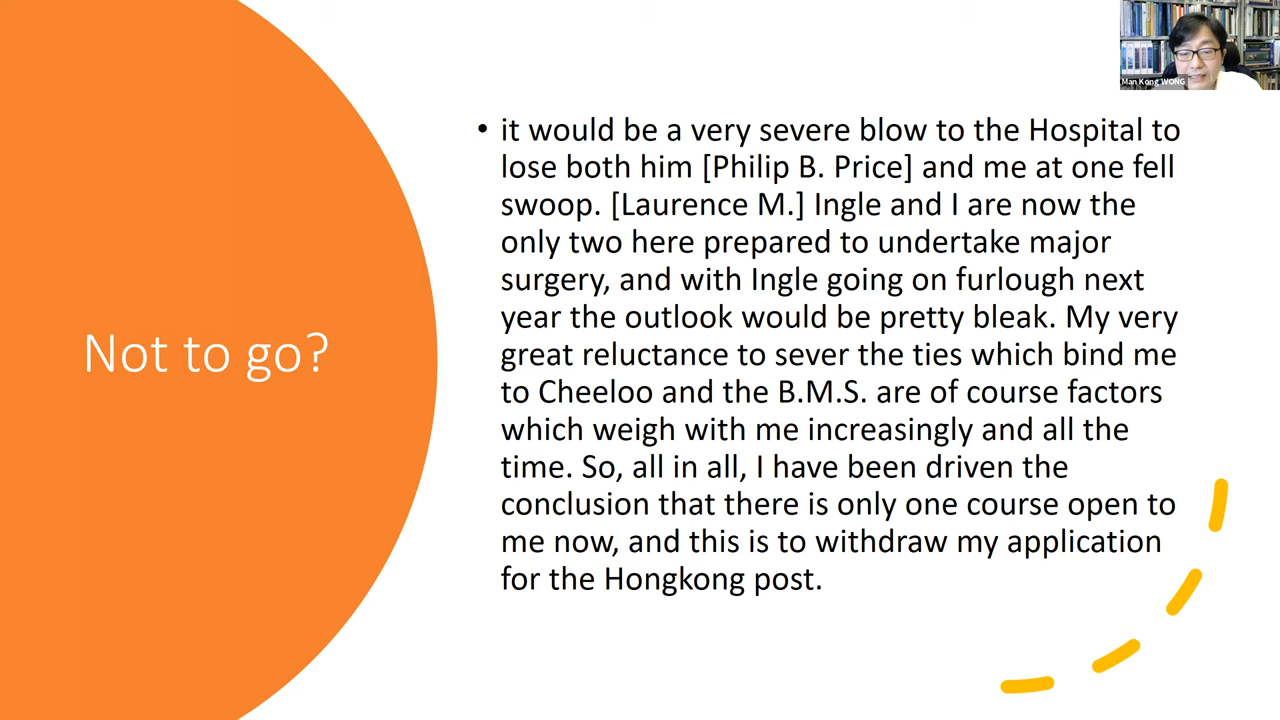 Man Kong WONG
Not to go?
• it would be a very severe blow to the Hospital to
lose both him [Philip B. Price] and me at one fell
swoop. [Laurence M.] Ingle and I are now the
only two here prepared to undertake major
surgery, and with Ingle going on furlough next
year the outlook would be pretty bleak. My very
great reluctance to sever the ties which bind me
to Cheeloo and the B.M.S. are of course factors
which weigh with me increasingly and all the
time. So, all in all, I have been driven the
conclusion that there is only one course open to
me now, and this is to withdraw my application
for the Hongkong post.